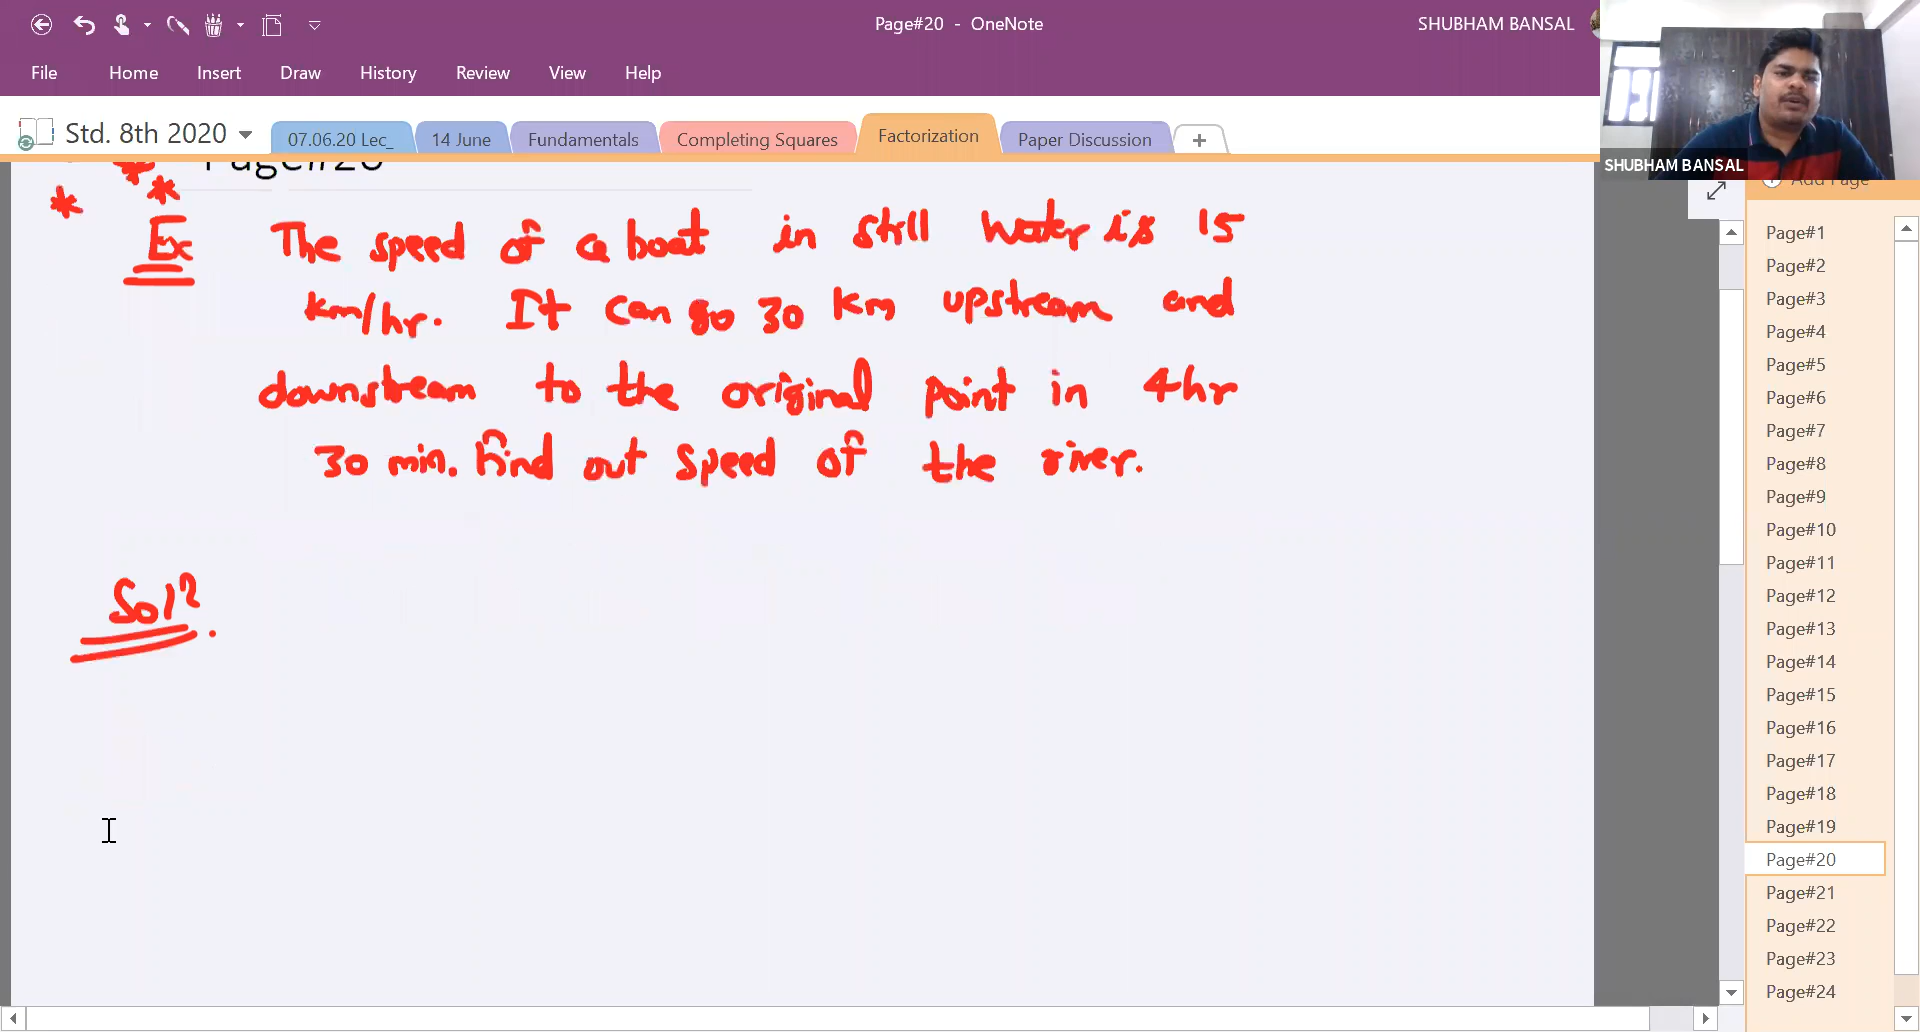 Page#20 - OneNote
SHUBHAM BANSAL
File Home Insert Draw History Review View Help
Std. 8th 2020
07.06.20 Lec_
14 June
Fundamentals
Completing Squares
Factorization
Paper Discussion
+
SHUBHAM BANSAL
Add Page
Page#20
Ex The speed of a boat in still water is 15
km/hr. It can go 30 km upstream and
downstream to the original point in 4hr
30 min. Find out speed of the river.
Solⁿ.
Page#1
Page#2
Page#3
Page#4
Page#5
Page#6
Page#7
Page#8
Page#9
Page#10
Page#11
Page#12
Page#13
Page#14
Page#15
Page#16
Page#17
Page#18
Page#19
Page#20
Page#21
Page#22
Page#23
Page#24